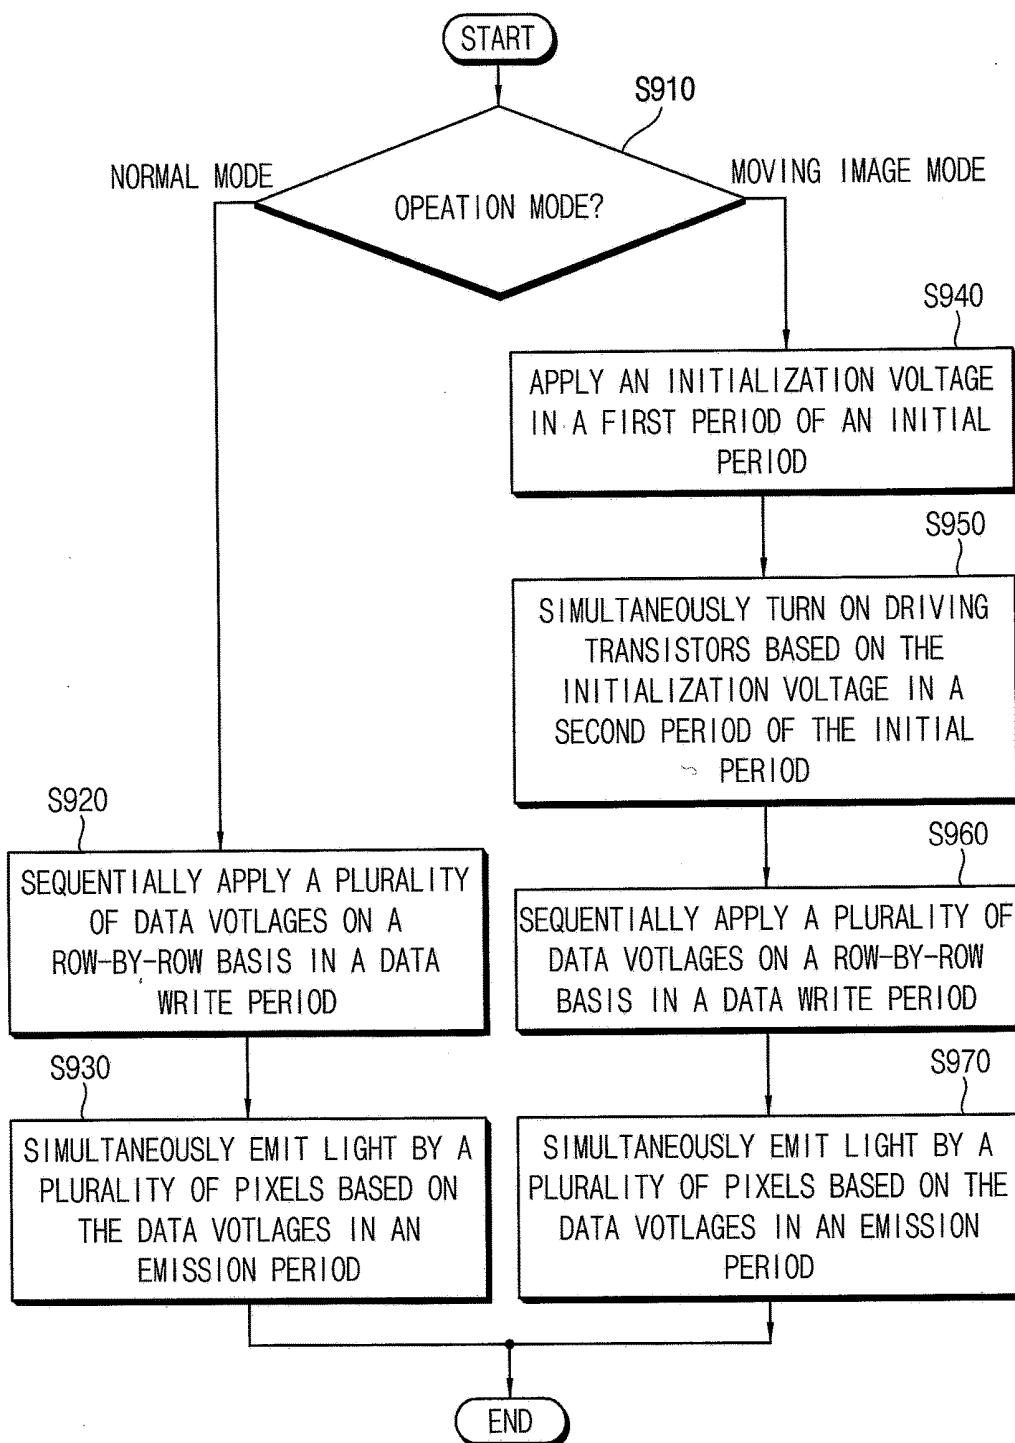 START
S910
NORMAL MODE
OPEATION MODE?
MOVING IMAGE MODE
S940
APPLY AN INITIALIZATION VOLTAGE
IN A FIRST PERIOD OF AN INITIAL
PERIOD
S950
SIMULTANEOUSLY TURN ON DRIVING
TRANSISTORS BASED ON THE
INITIALIZATION VOLTAGE IN A
SECOND PERIOD OF THE INITIAL
PERIOD
S920
SEQUENTIALLY APPLY A PLURALITY
OF DATA VOTLAGES ON A
ROW-BY-ROW BASIS IN A DATA
WRITE PERIOD
S960
SEQUENTIALLY APPLY A PLURALITY OF
DATA VOTLAGES ON A ROW-BY-ROW
BASIS IN A DATA WRITE PERIOD
S930
SIMULTANEOUSLY EMIT LIGHT BY A
PLURALITY OF PIXELS BASED ON
THE DATA VOTLAGES IN AN
EMISSION PERIOD
S970
SIMULTANEOUSLY EMIT LIGHT BY A
PLURALITY OF PIXELS BASED ON THE
DATA VOTLAGES IN AN EMISSION
PERIOD
END